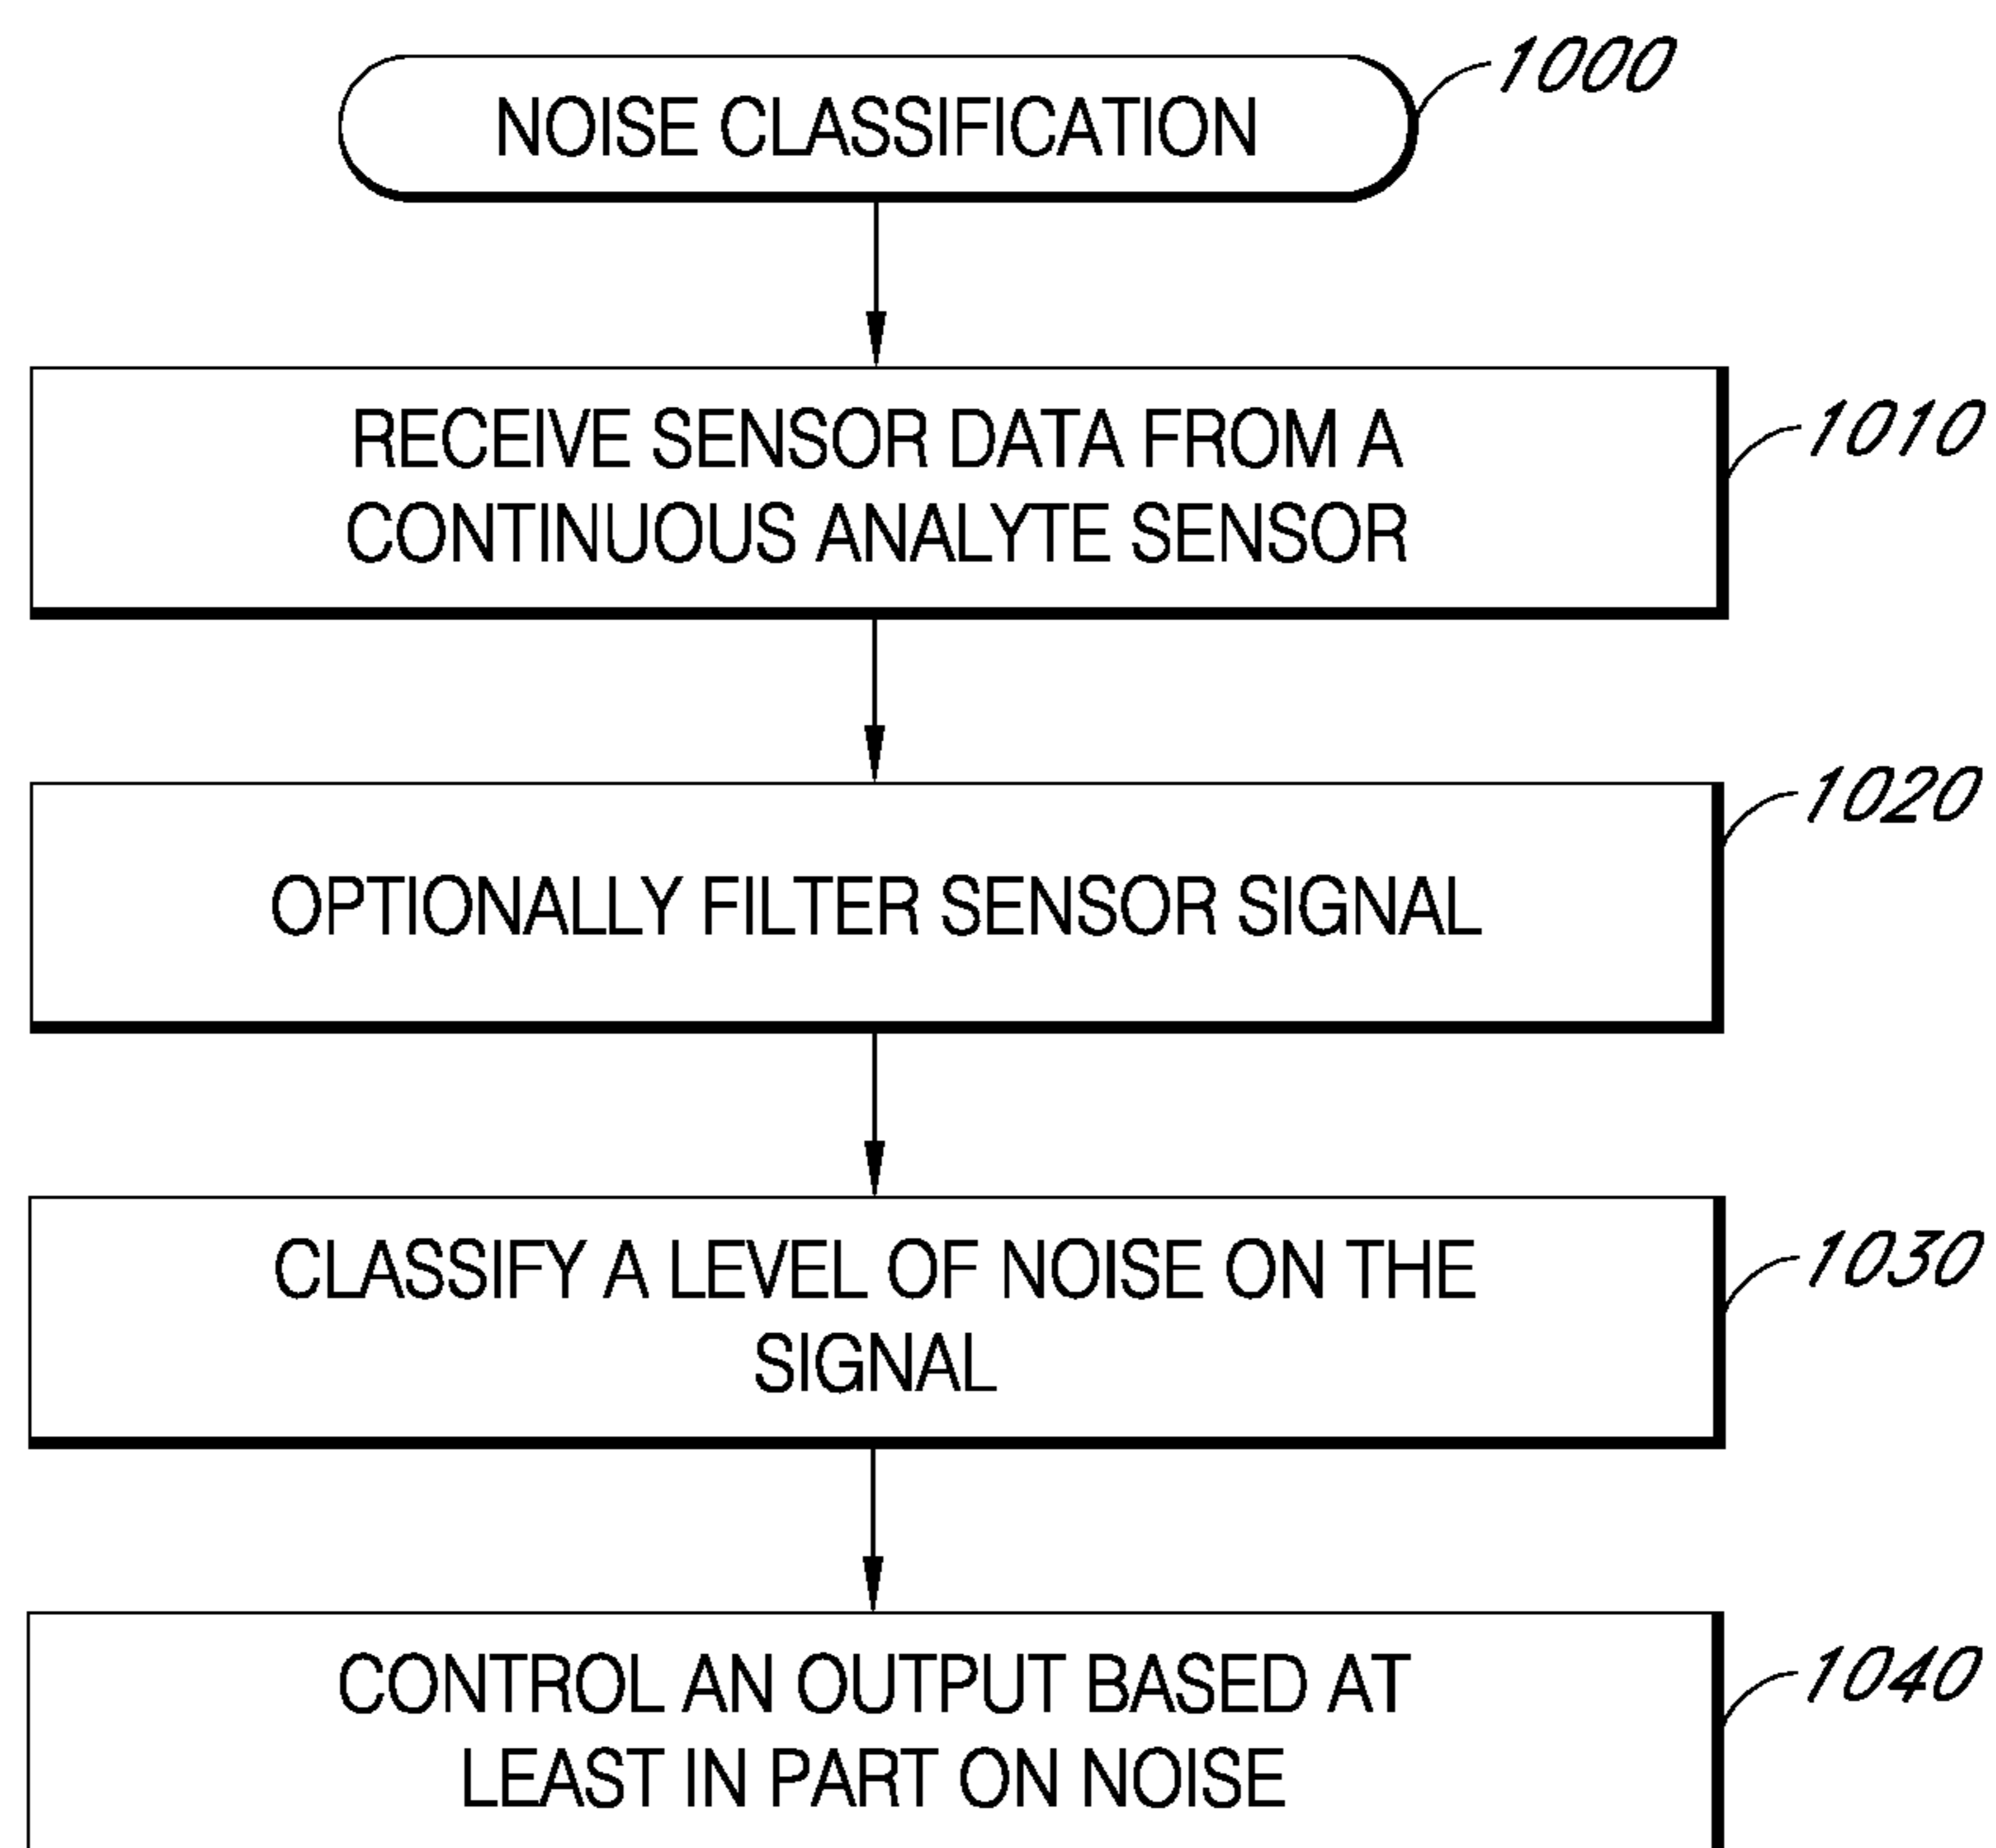 NOISE CLASSIFICATION
1000
RECEIVE SENSOR DATA FROM A
CONTINUOUS ANALYTE SENSOR
1010
OPTIONALLY FILTER SENSOR SIGNAL
1020
CLASSIFY A LEVEL OF NOISE ON THE
SIGNAL
1030
CONTROL AN OUTPUT BASED AT
LEAST IN PART ON NOISE
1040